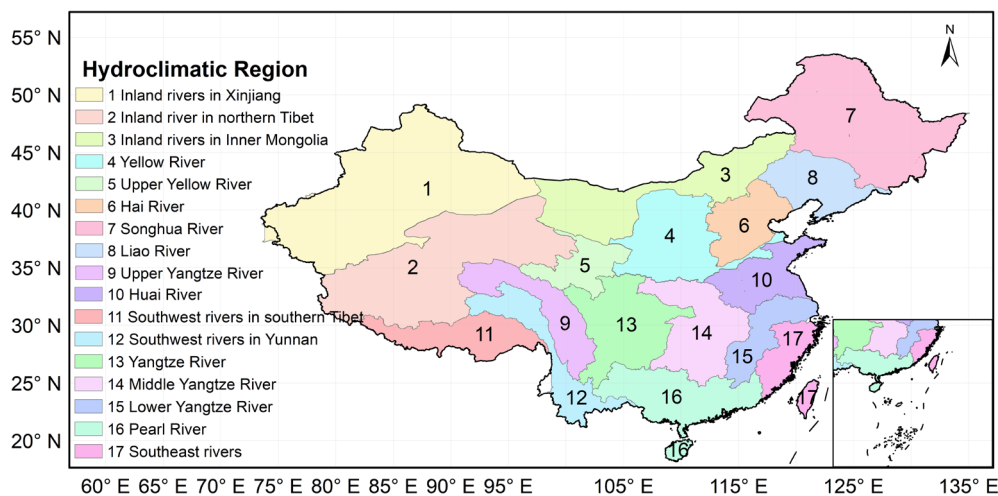 N
55° N
50° N
45° N
40° N
35° N
30° N
25° N
20° N
Hydroclimatic Region
1 Inland rivers in Xinjiang
2 Inland river in northern Tibet
3 Inland rivers in Inner Mongolia
4 Yellow River
5 Upper Yellow River
6 Hai River
7 Songhua River
8 Liao River
9 Upper Yangtze River
10 Huai River
11 Southwest rivers in southern Tibet
12 Southwest rivers in Yunnan
13 Yangtze River
14 Middle Yangtze River
15 Lower Yangtze River
16 Pearl River
17 Southeast rivers
7
3
8
1
6
4
5
2
10
9
13
11
14
17
15
12
16
17
16
60° E 65° E 70° E 75° E 80° E 85° E 90° E 95° E 105° E 115° E 125° E 135° E